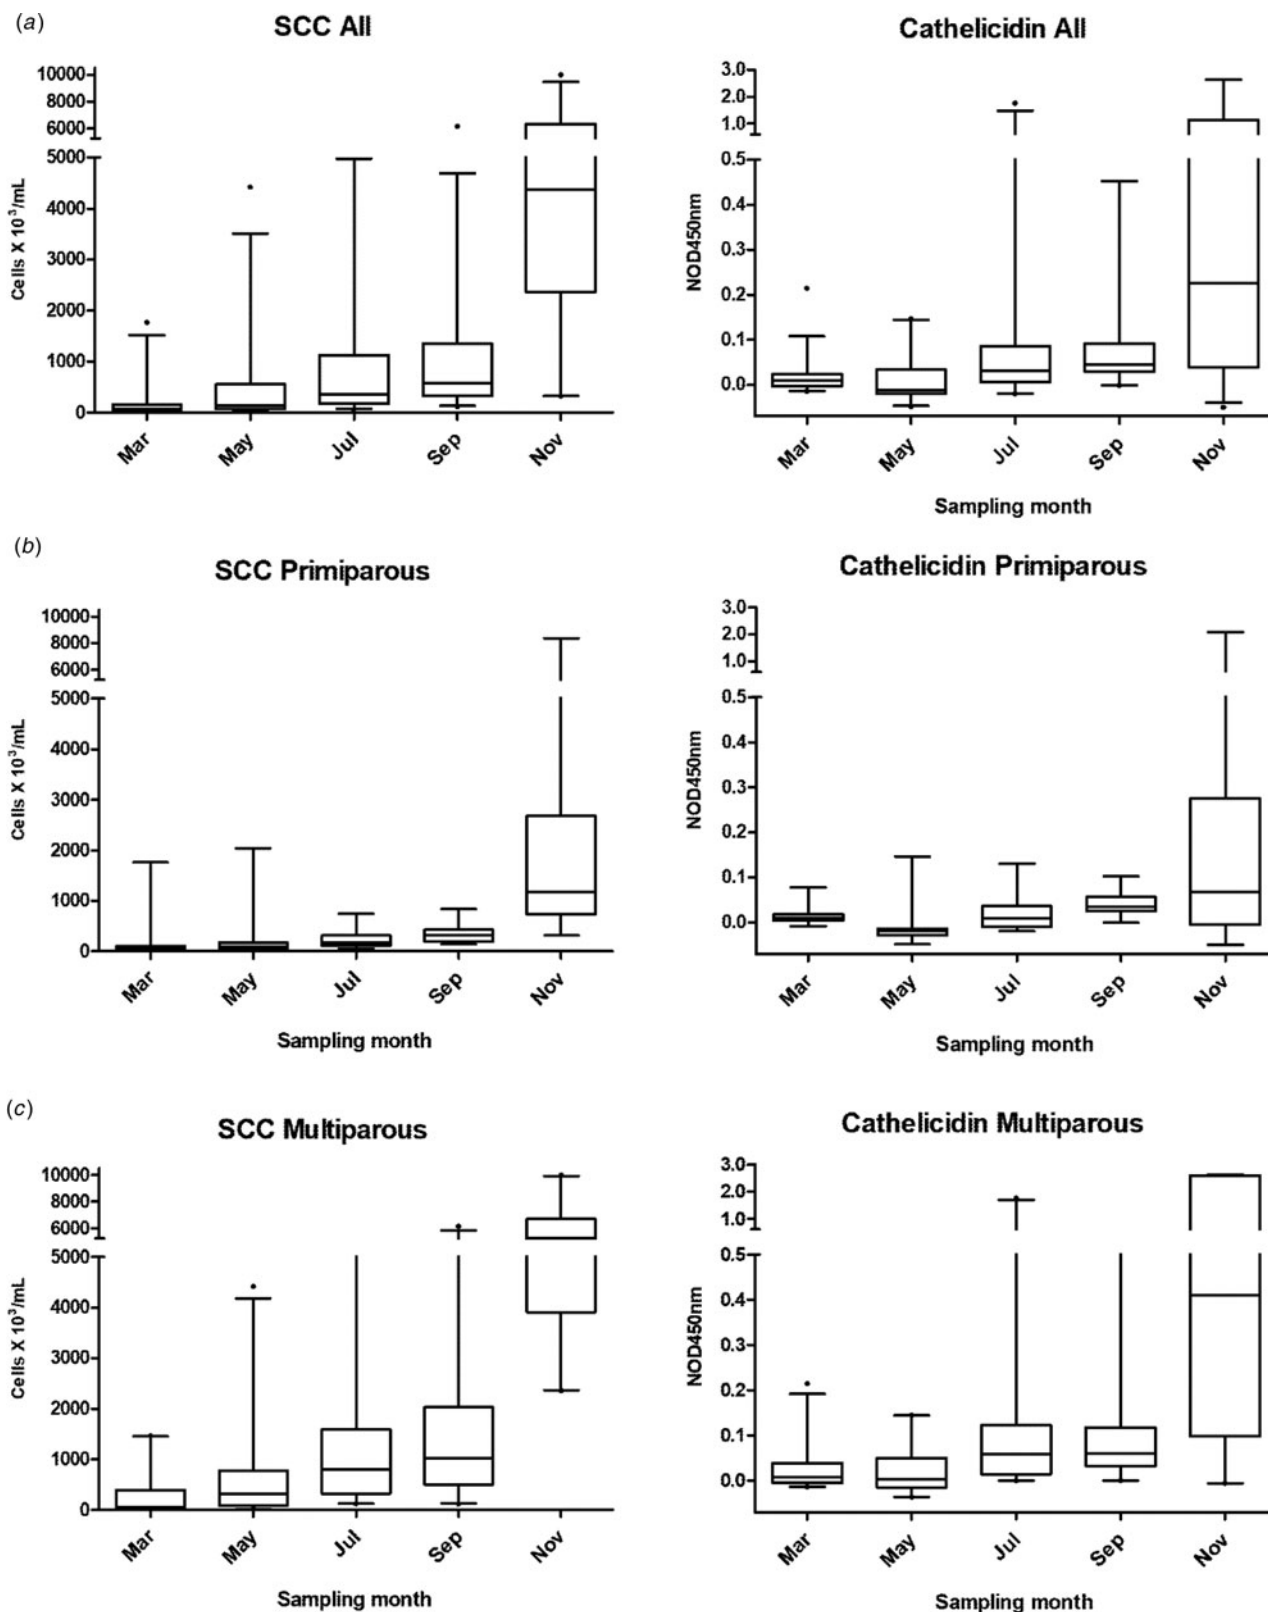 (a)
SCC All
Cells X 10³/mL
10000
8000
6000
5000
4000
3000
2000
1000
0
Mar
May
Jul
Sep
Nov
Cathelicidin All
NOD450nm
3.0
2.0
1.0
0.5
0.4
0.3
0.2
0.1
0.0
Mar
May
Jul
Sep
Nov
Sampling month
(b)
SCC Primiparous
Cells X 10³/mL
10000
8000
6000
5000
4000
3000
2000
1000
0
Mar
May
Jul
Sep
Nov
Sampling month
Cathelicidin Primiparous
NOD450nm
3.0
2.0
1.0
0.5
0.4
0.3
0.2
0.1
0.0
Mar
May
Jul
Sep
Nov
Sampling month
(c)
SCC Multiparous
Cells X 10³/mL
10000
8000
6000
5000
4000
3000
2000
1000
0
Mar
May
Jul
Sep
Nov
Sampling month
Cathelicidin Multiparous
NOD450nm
3.0
2.0
1.0
0.5
0.4
0.3
0.2
0.1
0.0
Mar
May
Jul
Sep
Nov
Sampling month